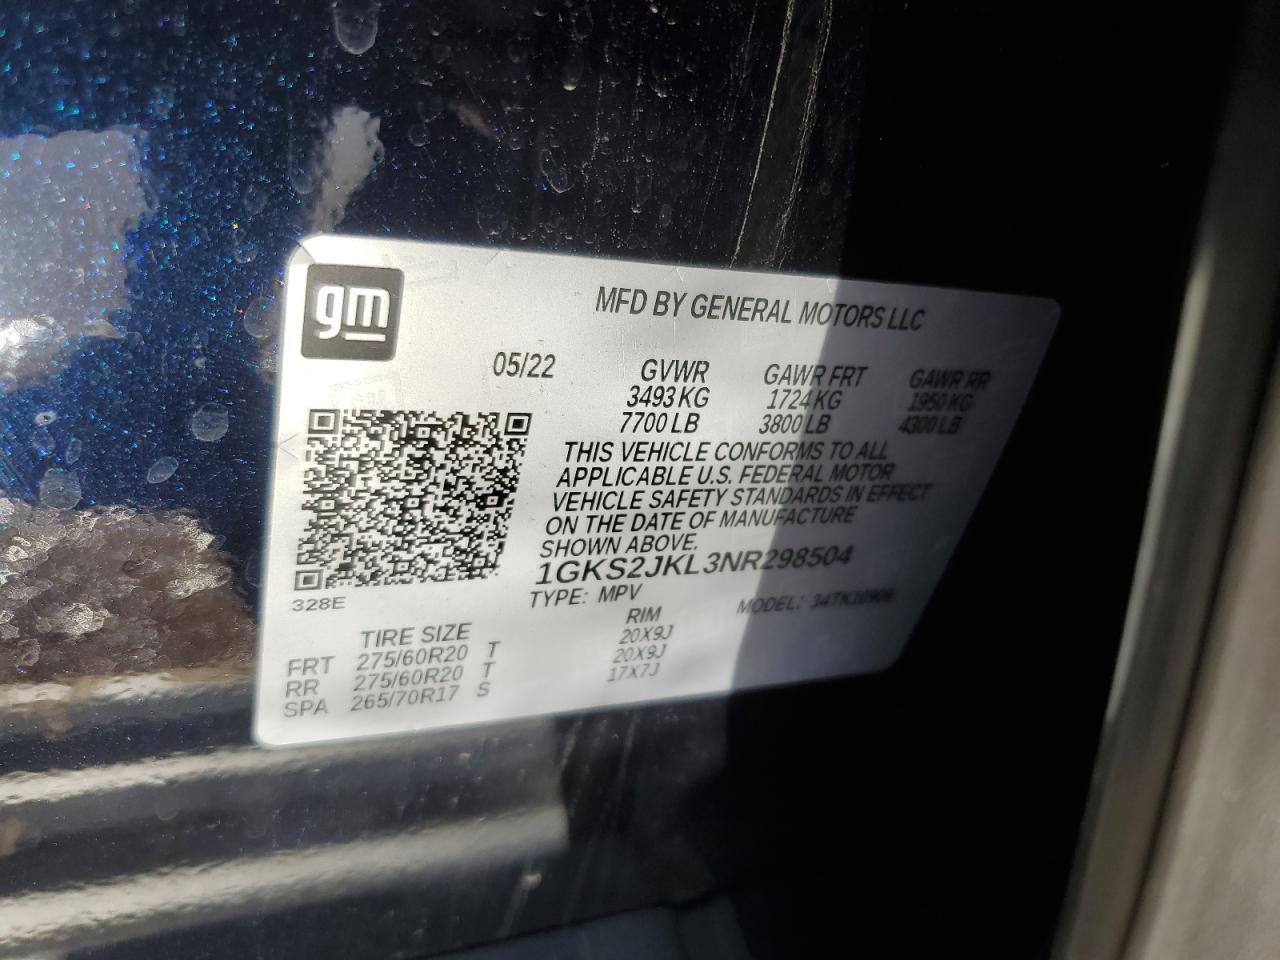 gm
MFD BY GENERAL MOTORS LLC
05/22 GVWR GAWR FRT GAWR RR
3493 KG 1724 KG 1950 KG
7700 LB 3800 LB 4300 LB
THIS VEHICLE CONFORMS TO ALL
APPLICABLE U.S. FEDERAL MOTOR
VEHICLE SAFETY STANDARDS IN EFFECT
ON THE DATE OF MANUFACTURE
SHOWN ABOVE.
1GKS2JKL3NR298504
328E
TYPE: MPV MODEL:
TIRE SIZE RIM
FRT 275/60R20 T 20X9J
RR 275/60R20 T 20X9J
SPA 265/70R17 S 17X7J